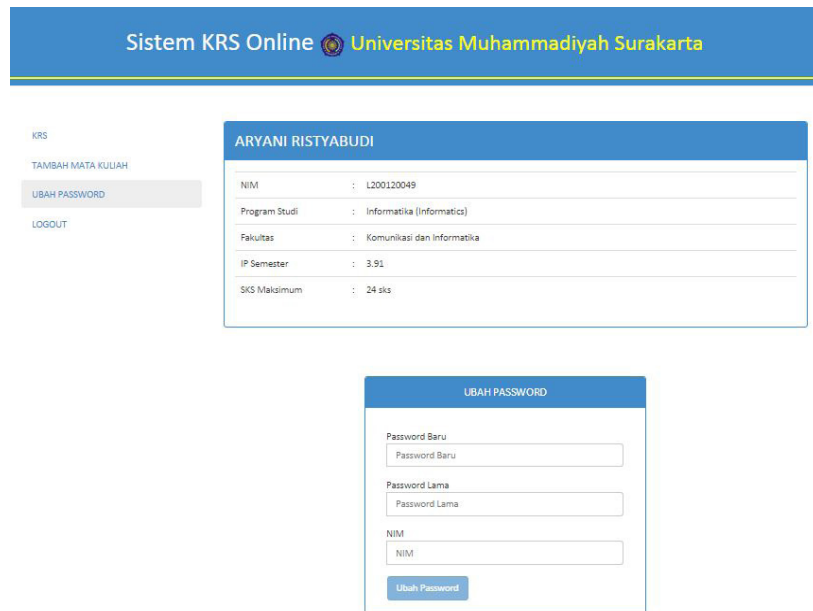 Sistem KRS Online Universitas Muhammadiyah Surakarta
KRS
TAMBAH MATA KULIAH
UBAH PASSWORD
LOGOUT
ARYANI RISTYABUDI
NIM : L200120049
Program Studi : Informatika (Informatics)
Fakultas : Komunikasi dan Informatika
IP Semester : 3.91
SKS Maksimum : 24 sks
UBAH PASSWORD
Password Baru
Password Baru
Password Lama
Password Lama
NIM
NIM
Ubah Password